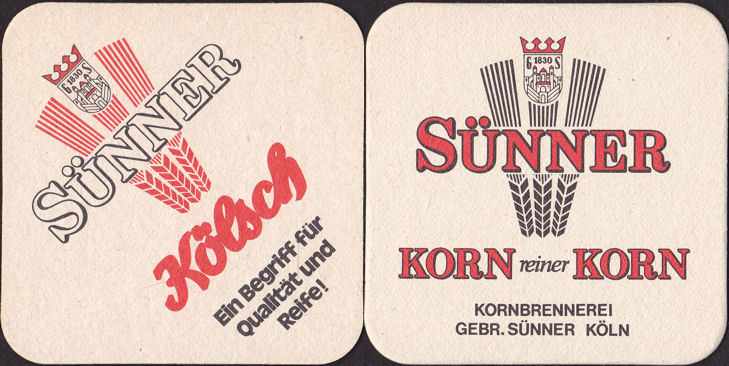 G 1830 S
SÜNNER
Kölsch
Ein Begriff für
Qualität und
Reife!
G 1830 S
SÜNNER
KORN reiner KORN
KORNBRENNEREI
GEBR. SÜNNER KÖLN